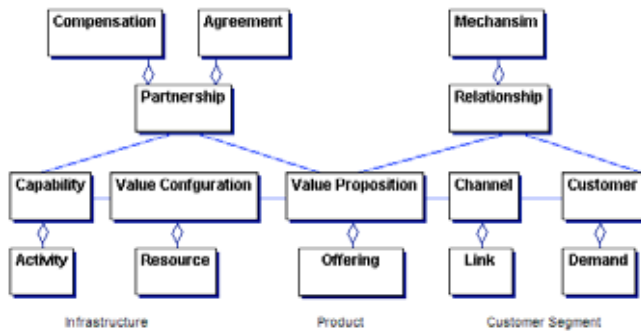 Compensation
Agreement
Mechansim
Partnership
Relationship
Capability
Value Confguration
Value Proposition
Channel
Customer
Activity
Resource
Offering
Link
Demand
Infrastructure
Product
Customer Segment